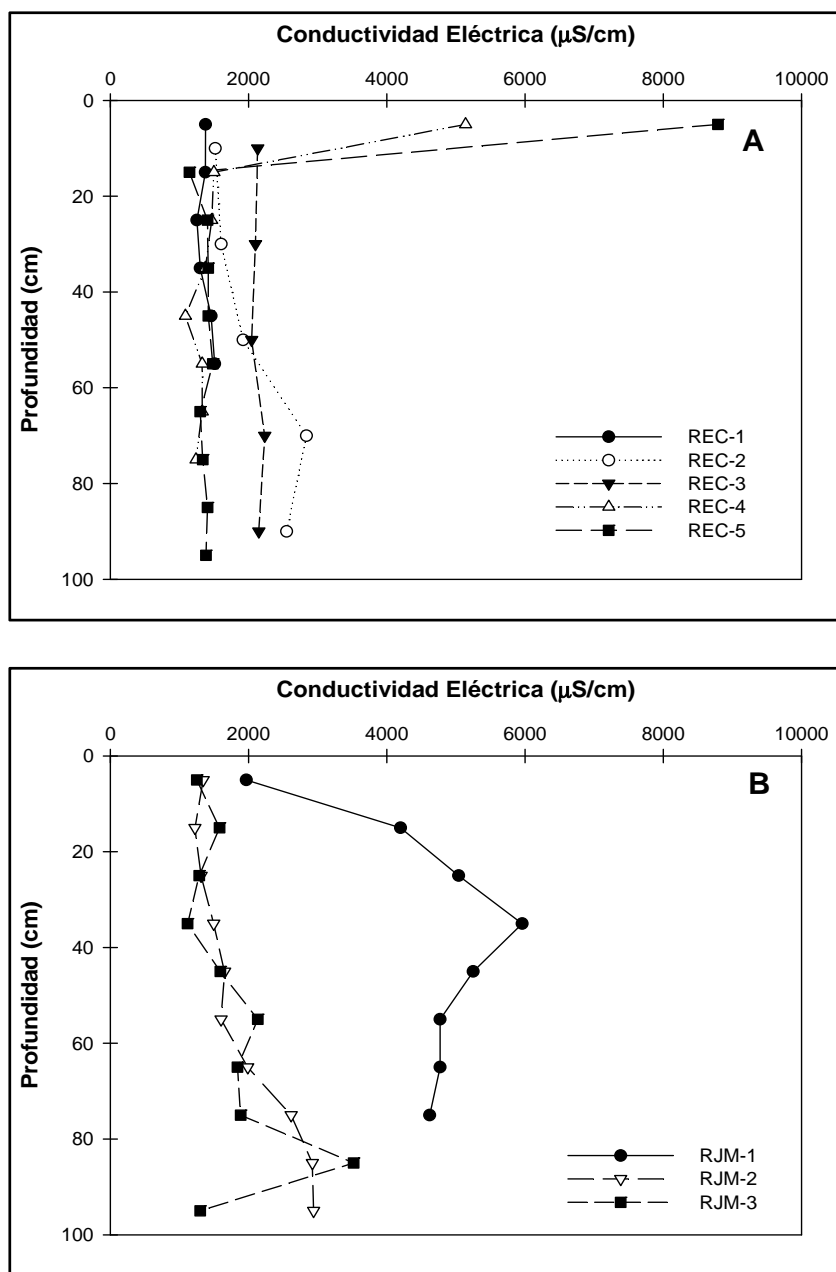 Conductividad Eléctrica (μS/cm)
0 2000 4000 6000 8000 10000
A
Profundidad (cm)
0
20
40
60
80
100
REC-1
REC-2
REC-3
REC-4
REC-5
Conductividad Eléctrica (μS/cm)
0 2000 4000 6000 8000 10000
B
Profundidad (cm)
0
20
40
60
80
100
RJM-1
RJM-2
RJM-3